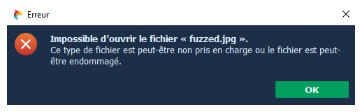 Erreur
Impossible d'ouvrir le fichier « fuzzed.jpg ».
Ce type de fichier est peut-être non pris en charge ou le fichier est peut-
être endommagé.
OK